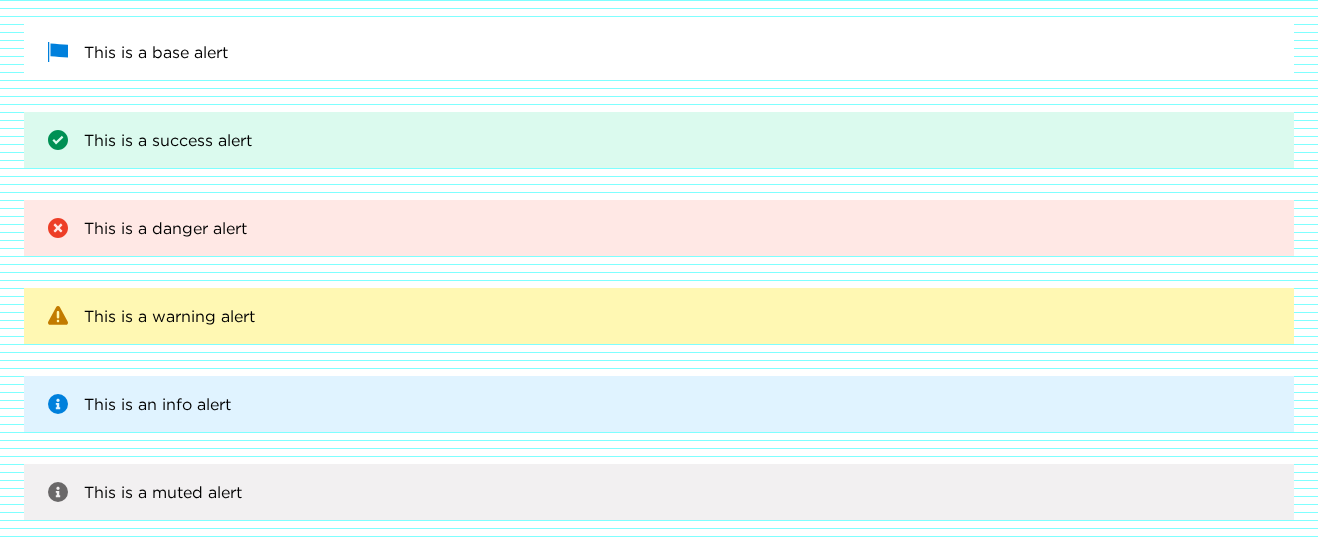 This is a base alert
This is a success alert
This is a danger alert
This is a warning alert
This is an info alert
This is a muted alert